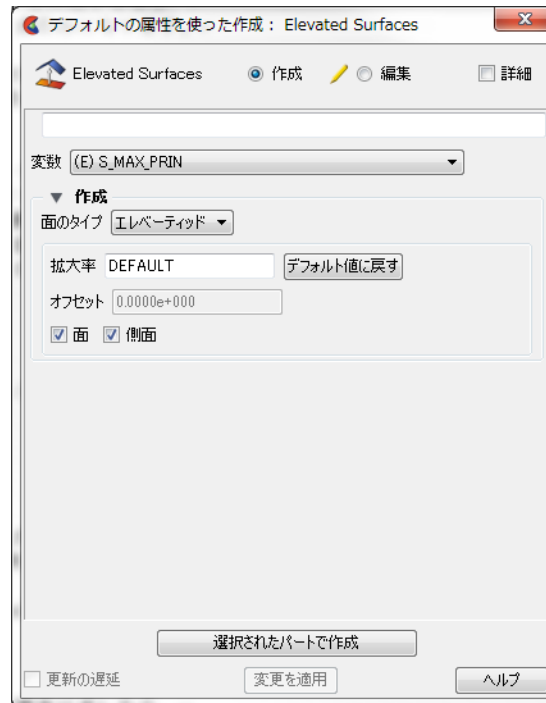 デフォルトの属性を使った作成： Elevated Surfaces
Elevated Surfaces 作成 編集 詳細
変数 (E) S_MAX_PRIN
作成
面のタイプ エレベーティッド
拡大率 DEFAULT デフォルト値に戻す
オフセット 0.0000e+000
面 側面
選択されたパートで作成
更新の遅延 変更を適用 ヘルプ